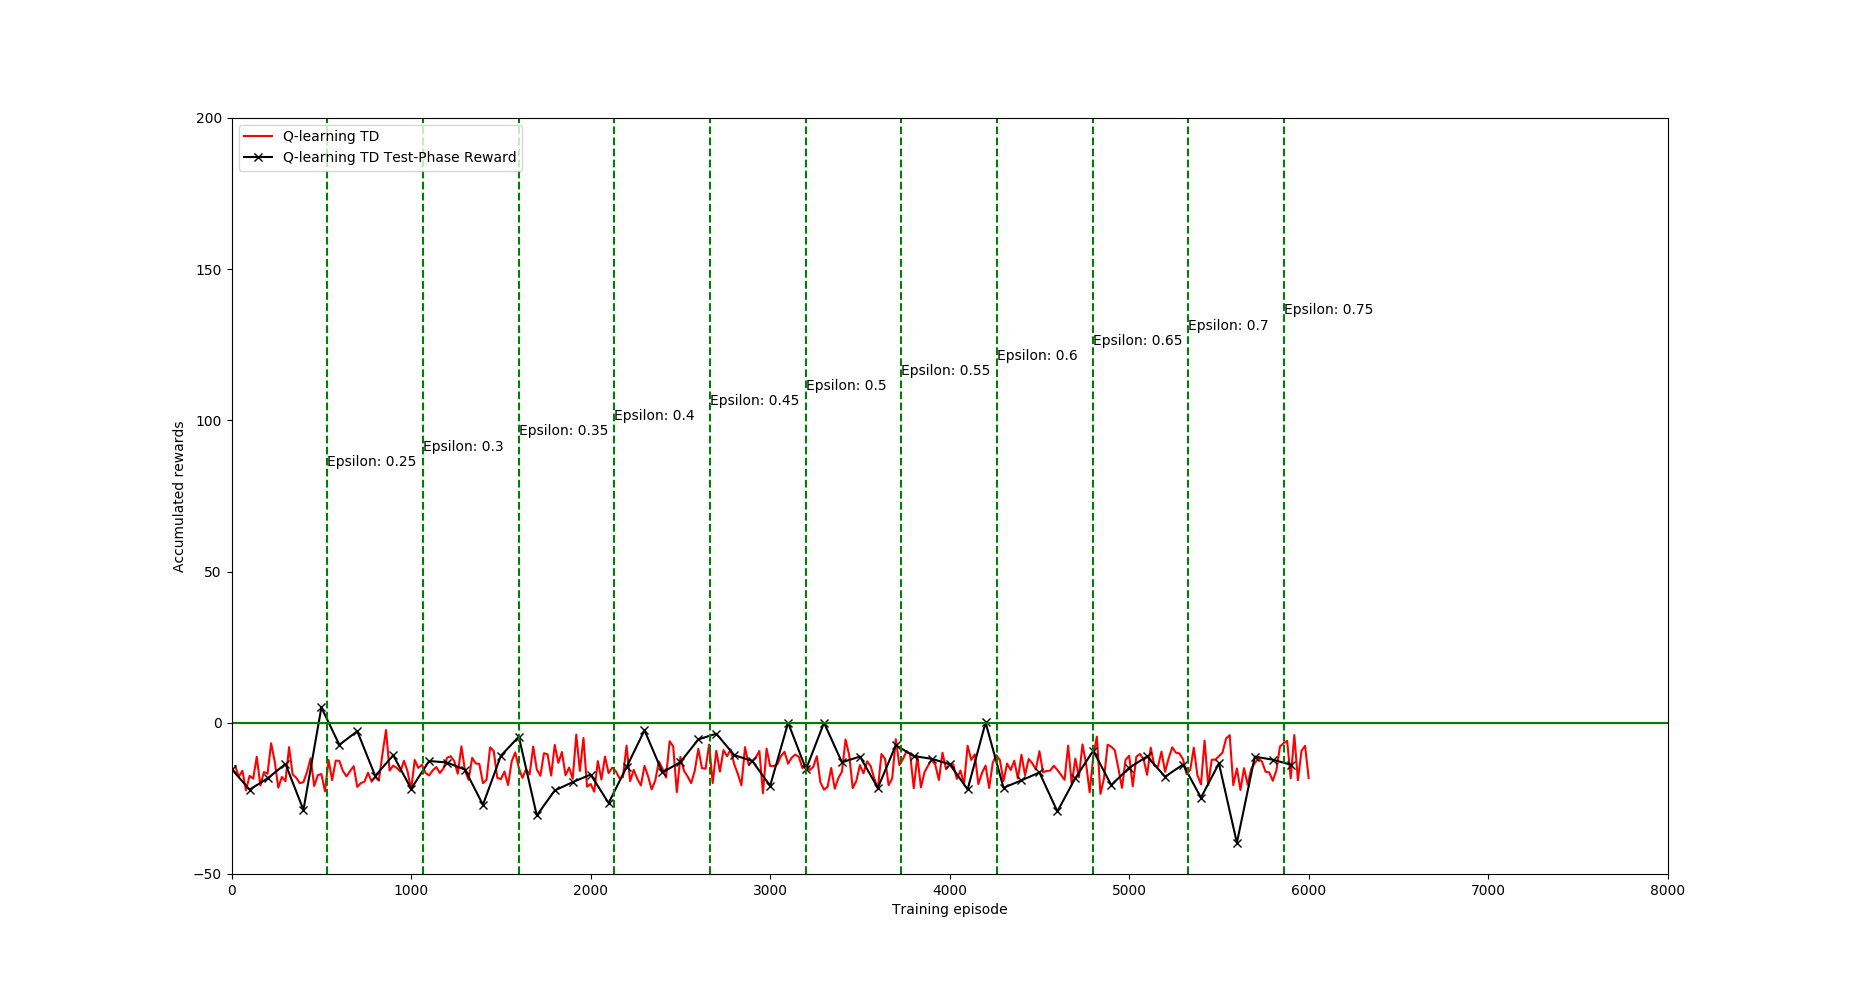 200
Q-learning TD
Q-learning TD Test-Phase Reward
150
Epsilon: 0.75
Epsilon: 0.7
Epsilon: 0.65
Epsilon: 0.6
Epsilon: 0.55
Epsilon: 0.5
Epsilon: 0.45
Epsilon: 0.4
100
Epsilon: 0.35
Epsilon: 0.3
Epsilon: 0.25
Accumulated rewards
50
0
−50
0 1000 2000 3000 4000 5000 6000 7000 8000
Training episode